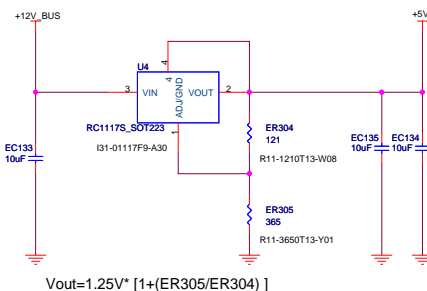 +12V_BUS
+5V
U4
4
4
3
VIN
VOUT
2
ADJ/GND
1
RC1117S_SOT223
I31-01117F9-A30
EC133
10uF
ER304
121
R11-1210T13-W08
EC135
10uF
EC134
10uF
ER305
365
R11-3650T13-Y01
Vout=1.25V* [1+(ER305/ER304) ]